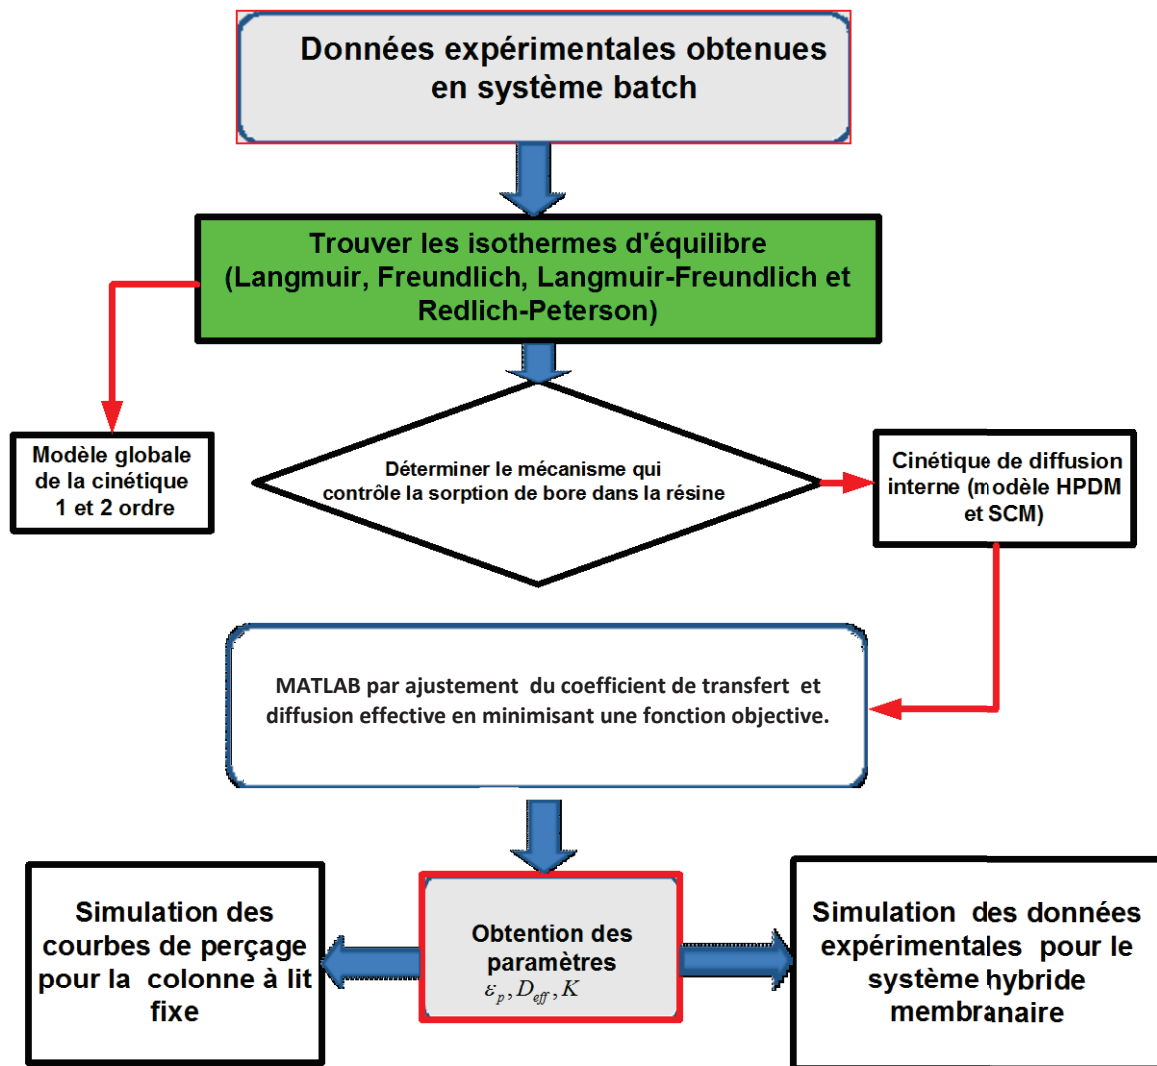 Données expérimentales obtenues
en système batch
Trouver les isothermes d'équilibre
(Langmuir, Freundlich, Langmuir-Freundlich et
Redlich-Peterson)
Modèle globale
de la cinétique
1 et 2 ordre
Déterminer le mécanisme qui
contrôle la sorption de bore dans la résine
Cinétique de diffusion
interne (modèle HPDM
et SCM)
MATLAB par ajustement du coefficient de transfert et
diffusion effective en minimisant une fonction objective.
Simulation des
courbes de perçage
pour la colonne à lit
fixe
Obtention des
paramètres
ε_p, D_eff, K
Simulation des données
expérimentales pour le
système hybride
membranaire